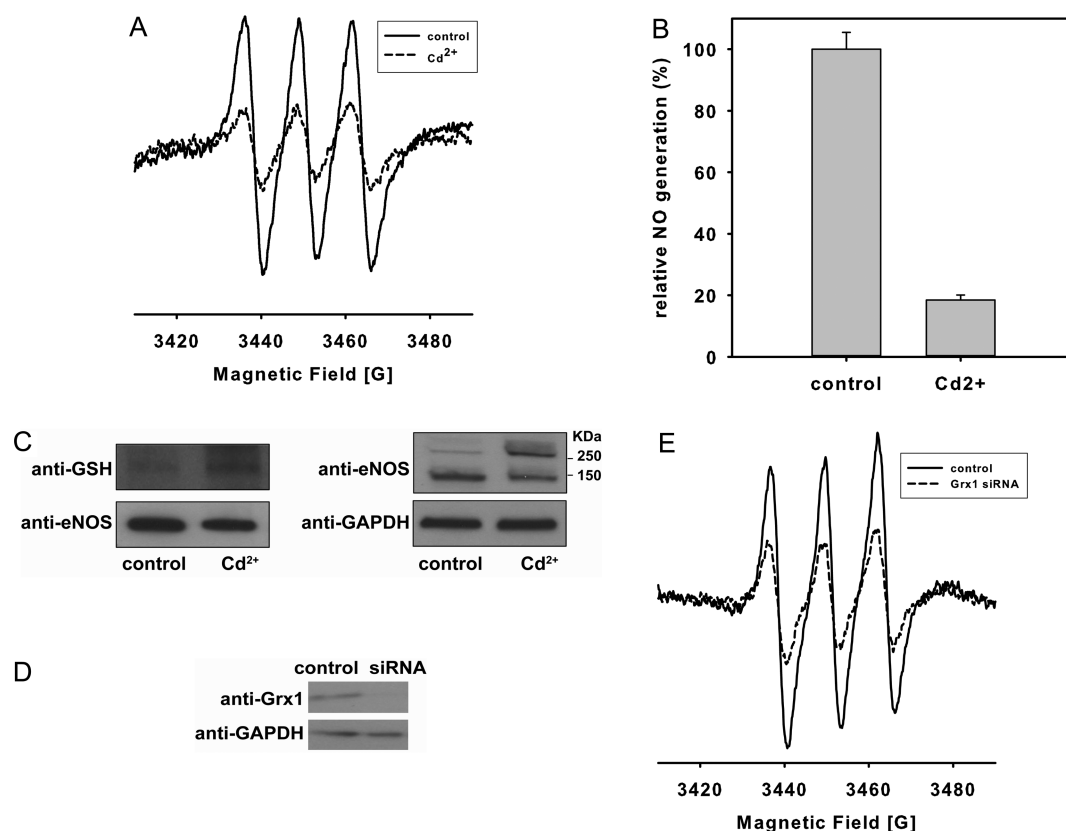 A
control
Cd2+
3420 3440 3460 3480
Magnetic Field [G]
B
relative NO generation (%)
100
80
60
40
20
0
control Cd2+
C
anti-GSH
anti-eNOS
control Cd2+
anti-eNOS
KDa
250
150
anti-GAPDH
control Cd2+
D
control siRNA
anti-Grx1
anti-GAPDH
E
control
Grx1 siRNA
3420 3440 3460 3480
Magnetic Field [G]